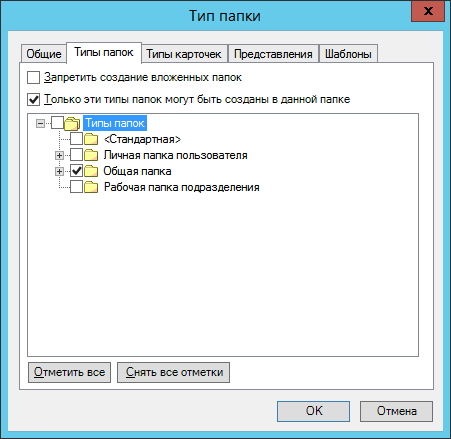 Тип папки
x
Общие Типы папок Типы карточек Представления Шаблоны
Запретить создание вложенных папок
Только эти типы папок могут быть созданы в данной папке
Типы папок
<Стандартная>
Личная папка пользователя
Общая папка
Рабочая папка подразделения
Отметить все Снять все отметки
OK Отмена